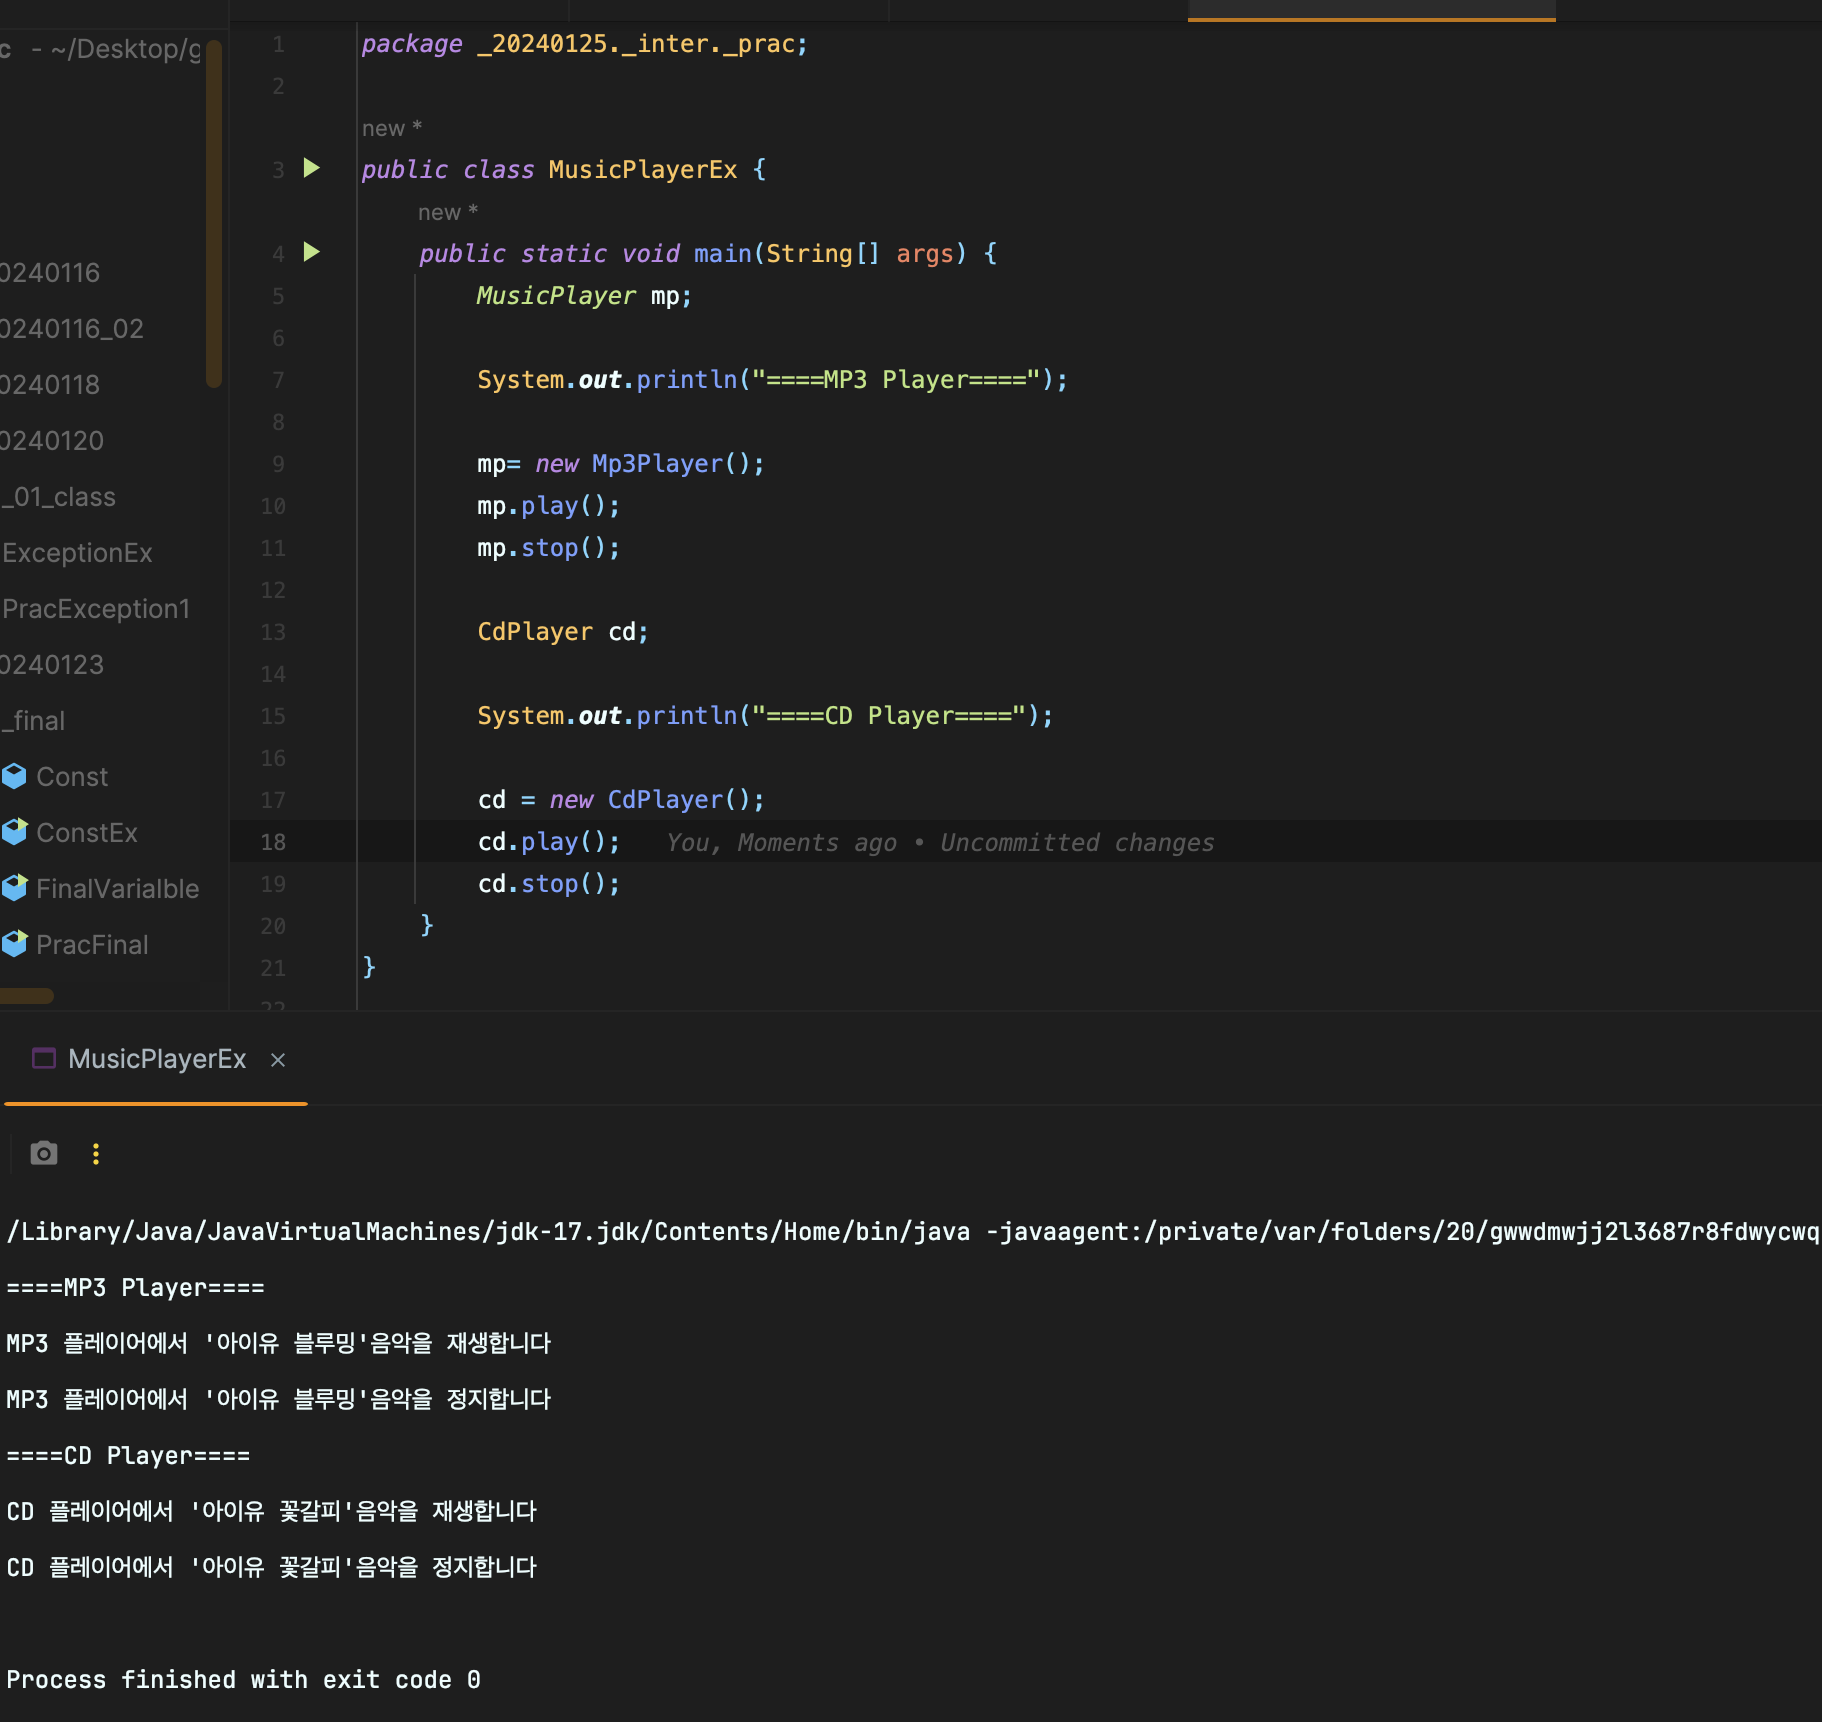 c - ~/Desktop/g
0240116
0240116_02
0240118
0240120
_01_class
ExceptionEx
PracException1
0240123
_final
Const
ConstEx
FinalVarialble
PracFinal
1 package _20240125._inter._prac;
2
new *
3 public class MusicPlayerEx {
new *
4 public static void main(String[] args) {
5 MusicPlayer mp;
6
7 System.out.println("====MP3 Player====");
8
9 mp= new Mp3Player();
10 mp.play();
11 mp.stop();
12
13 CdPlayer cd;
14
15 System.out.println("====CD Player====");
16
17 cd = new CdPlayer();
18 cd.play(); You, Moments ago • Uncommitted changes
19 cd.stop();
20 }
21 }
22
MusicPlayerEx ×
/Library/Java/JavaVirtualMachines/jdk-17.jdk/Contents/Home/bin/java -javaagent:/private/var/folders/20/gwwdmwjj2l3687r8fdwycwq
====MP3 Player====
MP3 플레이어에서 '아이유 블루밍'음악을 재생합니다
MP3 플레이어에서 '아이유 블루밍'음악을 정지합니다
====CD Player====
CD 플레이어에서 '아이유 꽃갈피'음악을 재생합니다
CD 플레이어에서 '아이유 꽃갈피'음악을 정지합니다
Process finished with exit code 0